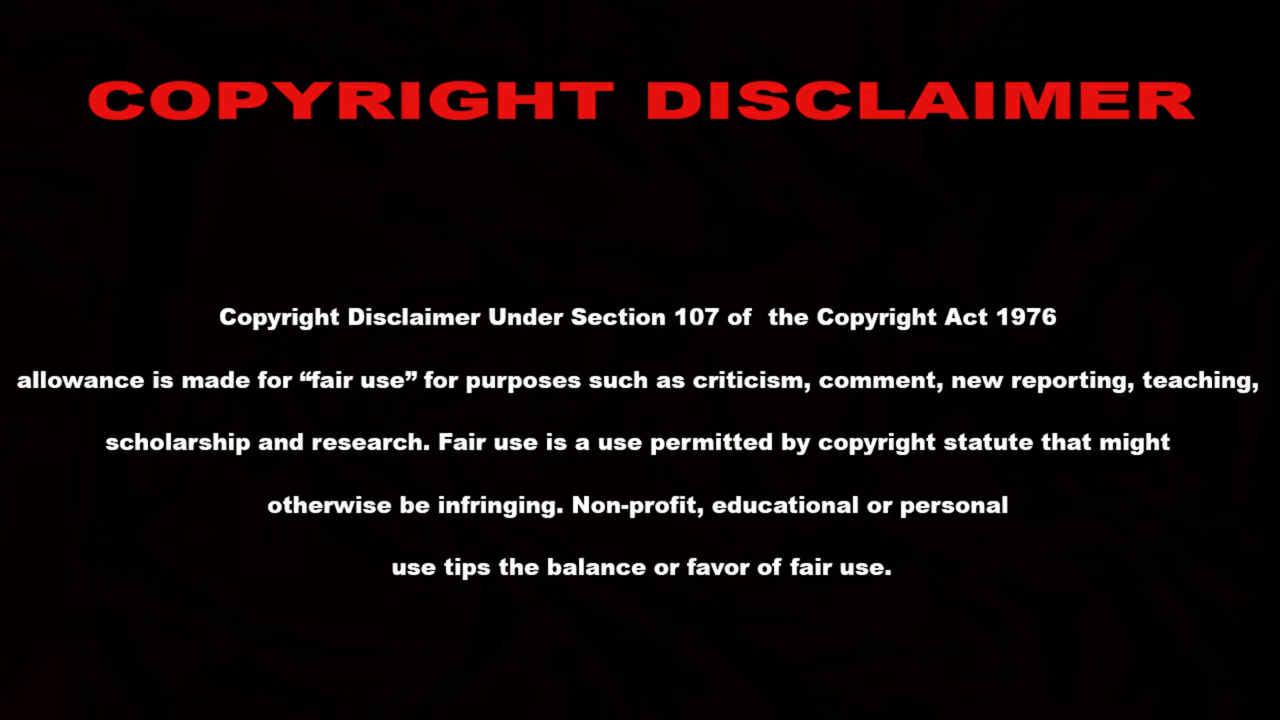 COPYRIGHT DISCLAIMER
Copyright Disclaimer Under Section 107 of  the Copyright Act 1976
allowance is made for “fair use” for purposes such as criticism, comment, new reporting, teaching,
scholarship and research. Fair use is a use permitted by copyright statute that might
otherwise be infringing. Non-profit, educational or personal
use tips the balance or favor of fair use.